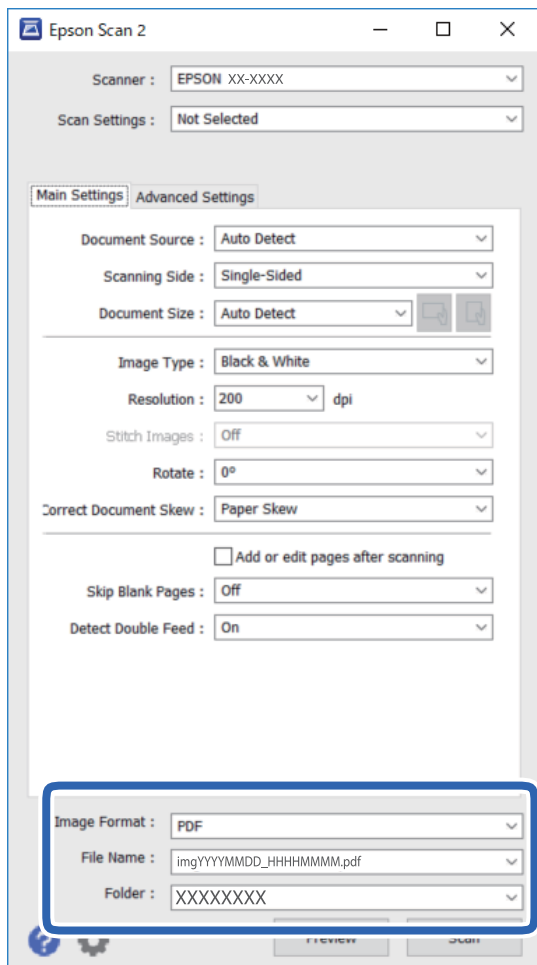 Epson Scan 2
Scanner : EPSON XX-XXXX
Scan Settings : Not Selected
Main Settings Advanced Settings
Document Source : Auto Detect
Scanning Side : Single-Sided
Document Size : Auto Detect
Image Type : Black & White
Resolution : 200 dpi
Stitch Images : Off
Rotate : 0º
Correct Document Skew : Paper Skew
Add or edit pages after scanning
Skip Blank Pages : Off
Detect Double Feed : On
Image Format : PDF
File Name : imgYYYYMMDD_HHHHMMMM.pdf
Folder : XXXXXXXX
? Preview Scan